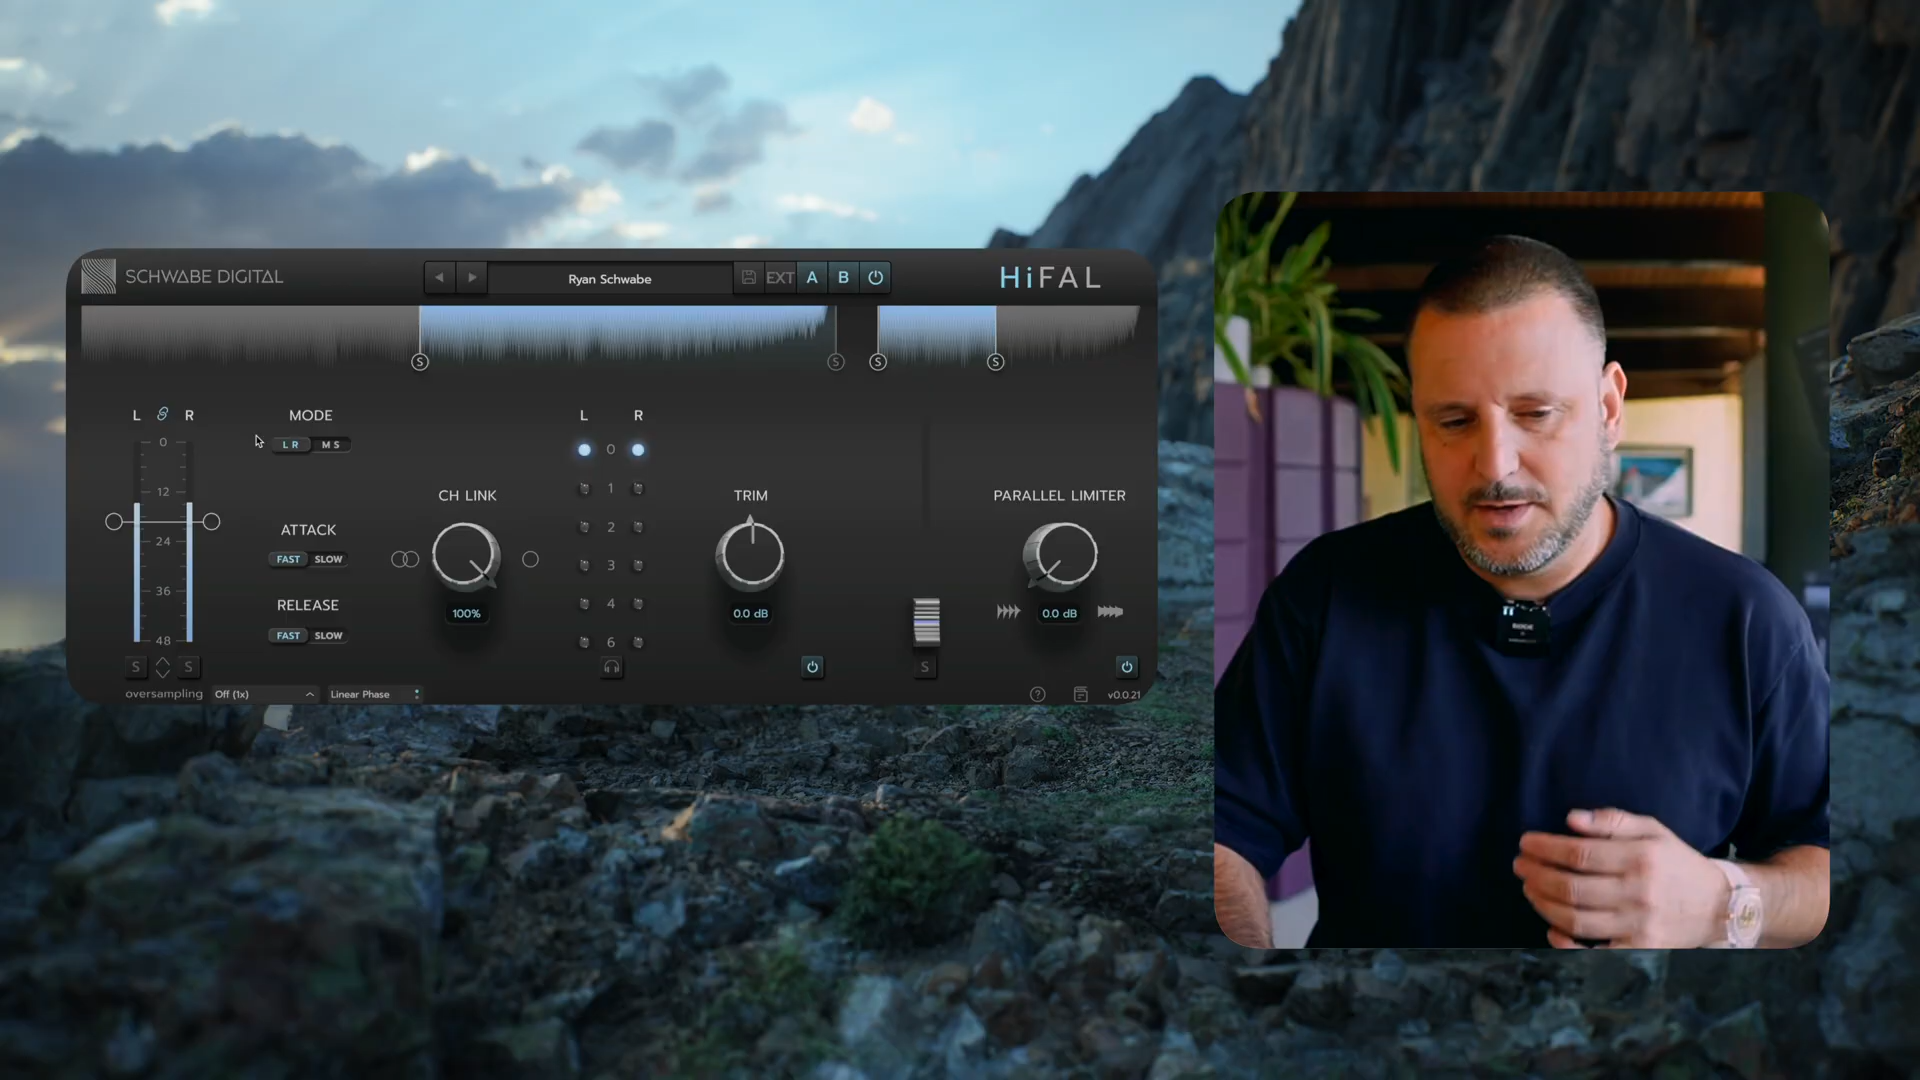 SCHWABE DIGITAL
Ryan Schwabe
EXT
A
B
HiFAL
S
S
S
S
L
R
0
12
24
36
48
S
S
MODE
L R
M S
ATTACK
FAST
SLOW
RELEASE
FAST
SLOW
CH LINK
100%
L
R
0
1
2
3
4
6
TRIM
0.0 dB
S
PARALLEL LIMITER
0.0 dB
oversampling
Off (1x)
Linear Phase
?
v0.0.21
RODE